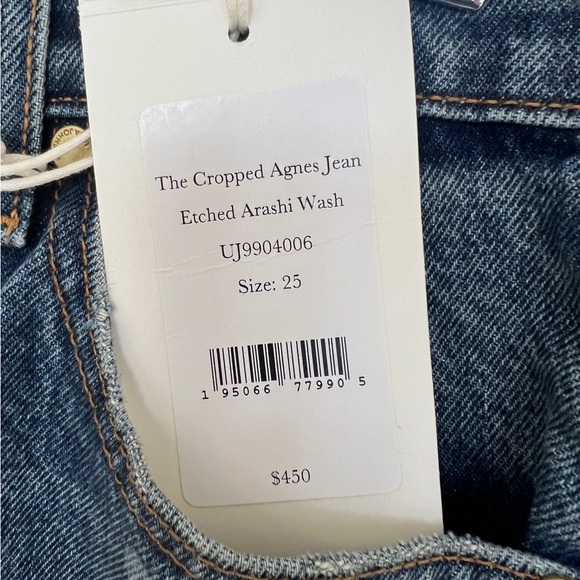 The Cropped Agnes Jean
Etched Arashi Wash
UJ9904006
Size: 25
1 95066 77990 5
$450